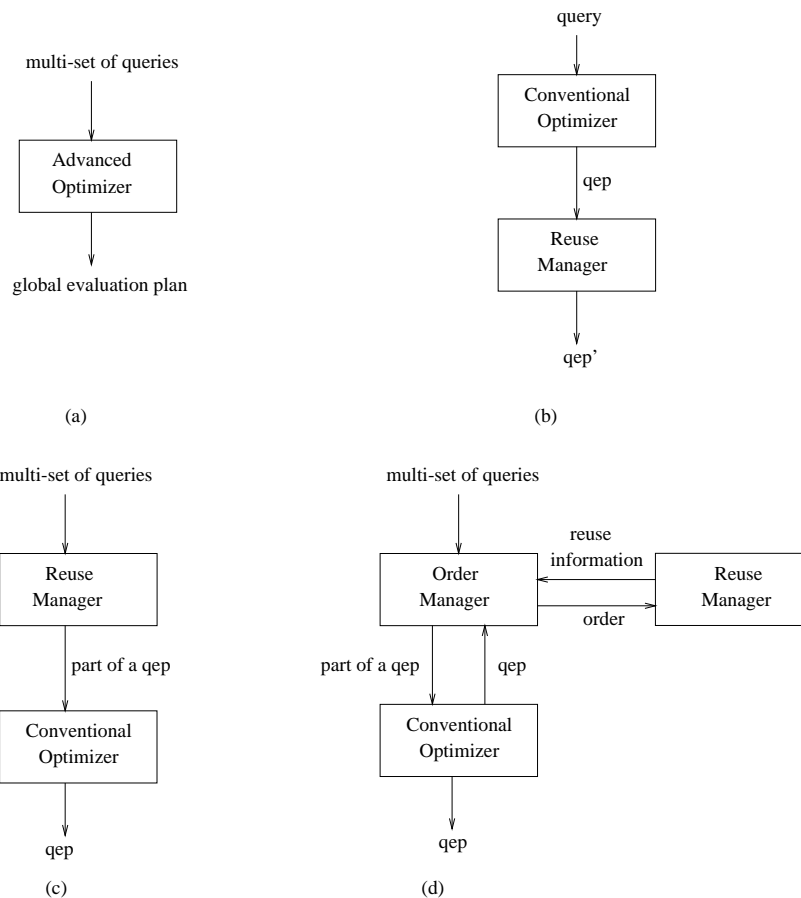 multi-set of queries
Advanced
Optimizer
global evaluation plan
(a)
query
Conventional
Optimizer
qep
Reuse
Manager
qep’
(b)
multi-set of queries
Reuse
Manager
part of a qep
Conventional
Optimizer
qep
(c)
multi-set of queries
Order
Manager
reuse
information
order
Reuse
Manager
part of a qep
qep
Conventional
Optimizer
qep
(d)